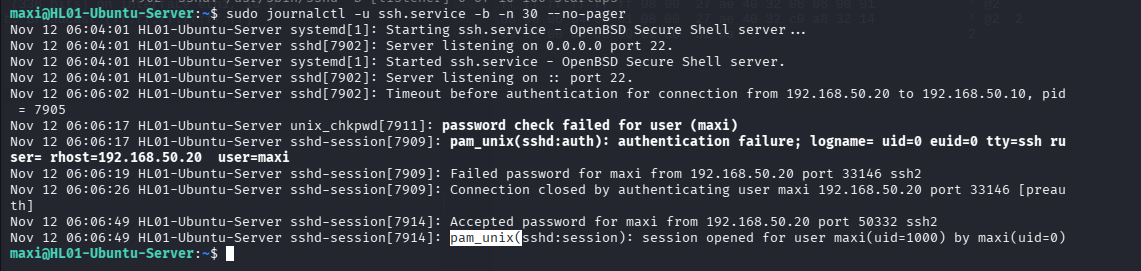 maxi@HL01-Ubuntu-Server:~$ sudo journalctl -u ssh.service -b -n 30 --no-pager
Nov 12 06:04:01 HL01-Ubuntu-Server systemd[1]: Starting ssh.service - OpenBSD Secure Shell server...
Nov 12 06:04:01 HL01-Ubuntu-Server sshd[7902]: Server listening on 0.0.0.0 port 22.
Nov 12 06:04:01 HL01-Ubuntu-Server systemd[1]: Started ssh.service - OpenBSD Secure Shell server.
Nov 12 06:04:01 HL01-Ubuntu-Server sshd[7902]: Server listening on :: port 22.
Nov 12 06:06:02 HL01-Ubuntu-Server sshd[7902]: Timeout before authentication for connection from 192.168.50.20 to 192.168.50.10, pid
 = 7905
Nov 12 06:06:17 HL01-Ubuntu-Server unix_chkpwd[7911]: password check failed for user (maxi)
Nov 12 06:06:17 HL01-Ubuntu-Server sshd-session[7909]: pam_unix(sshd:auth): authentication failure; logname= uid=0 euid=0 tty=ssh ru
ser= rhost=192.168.50.20  user=maxi
Nov 12 06:06:19 HL01-Ubuntu-Server sshd-session[7909]: Failed password for maxi from 192.168.50.20 port 33146 ssh2
Nov 12 06:06:26 HL01-Ubuntu-Server sshd-session[7909]: Connection closed by authenticating user maxi 192.168.50.20 port 33146 [preau
th]
Nov 12 06:06:49 HL01-Ubuntu-Server sshd-session[7914]: Accepted password for maxi from 192.168.50.20 port 50332 ssh2
Nov 12 06:06:49 HL01-Ubuntu-Server sshd-session[7914]: pam_unix(sshd:session): session opened for user maxi(uid=1000) by maxi(uid=0)
maxi@HL01-Ubuntu-Server:~$